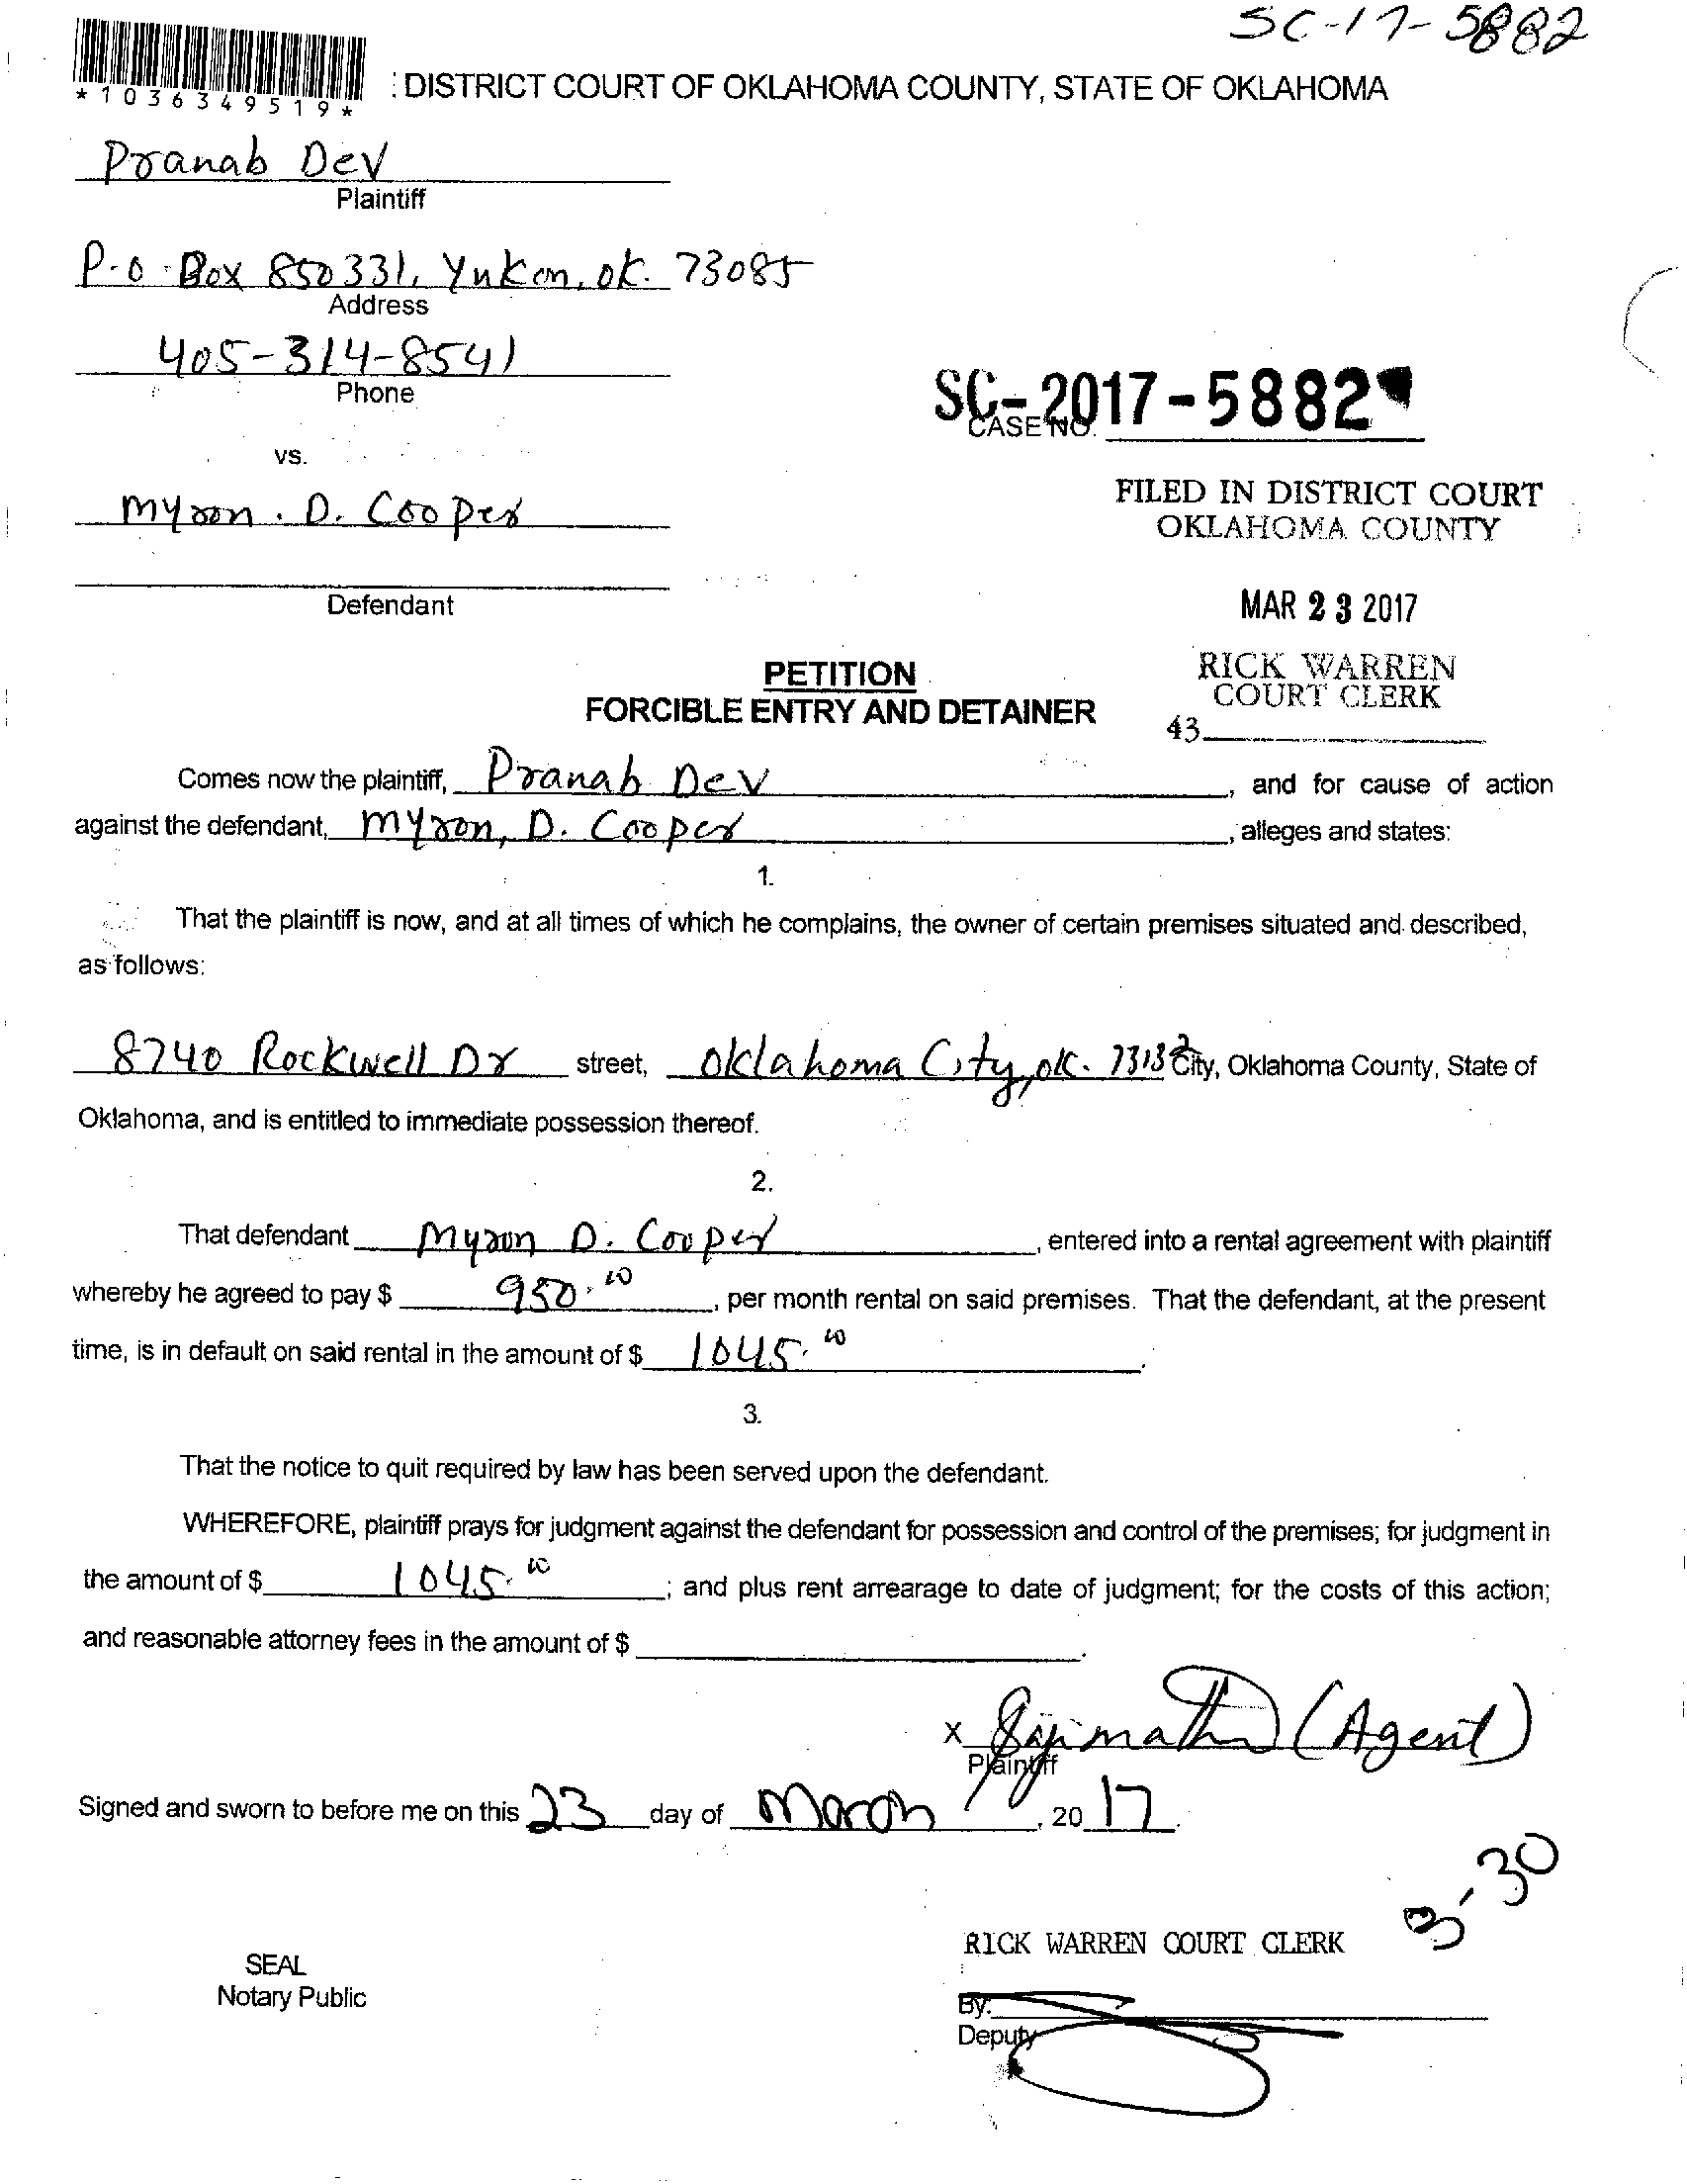 SC-17-5882
*1036349519*
: DISTRICT COURT OF OKLAHOMA COUNTY, STATE OF OKLAHOMA
Pranab Dev
Plaintiff
P.O. Box 850331, Yukon, OK. 73085
Address
405-314-8541
Phone
SC-2017-5882
CASE NO.
vs.
Myron. D. Cooper
FILED IN DISTRICT COURT
OKLAHOMA COUNTY
Defendant
MAR 23 2017
PETITION
FORCIBLE ENTRY AND DETAINER
RICK WARREN
COURT CLERK
43
Comes now the plaintiff, Pranab Dev, and for cause of action
against the defendant, Myron, D. Cooper, alleges and states:
1.
That the plaintiff is now, and at all times of which he complains, the owner of certain premises situated and described,
as follows:
8740 Rockwell Dr street, Oklahoma City, OK. 73132 City, Oklahoma County, State of
Oklahoma, and is entitled to immediate possession thereof.
2.
That defendant Myron D. Cooper, entered into a rental agreement with plaintiff
whereby he agreed to pay $ 950.00, per month rental on said premises. That the defendant, at the present
time, is in default on said rental in the amount of $ 1045.00.
3.
That the notice to quit required by law has been served upon the defendant.
WHEREFORE, plaintiff prays for judgment against the defendant for possession and control of the premises; for judgment in
the amount of $ 1045.00; and plus rent arrearage to date of judgment; for the costs of this action;
and reasonable attorney fees in the amount of $ .
X (Agent)
Plaintiff
Signed and sworn to before me on this 23 day of March, 20 17.
3-30
RICK WARREN COURT CLERK
SEAL
Notary Public
By:
Deputy